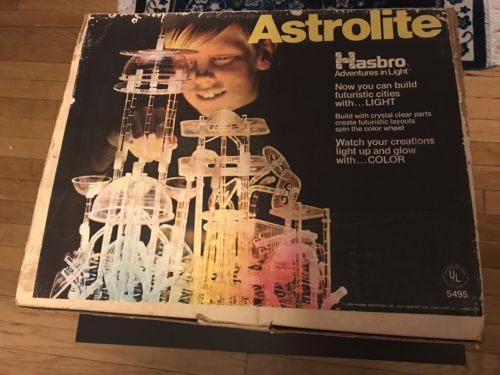 Astrolite
Hasbro
Adventures in Light
Now you can build
futuristic cities
with...LIGHT
Build with crystal clear parts
create futuristic layouts
spin the color wheel
Watch your creations
light up and glow
with...COLOR
UL
5495